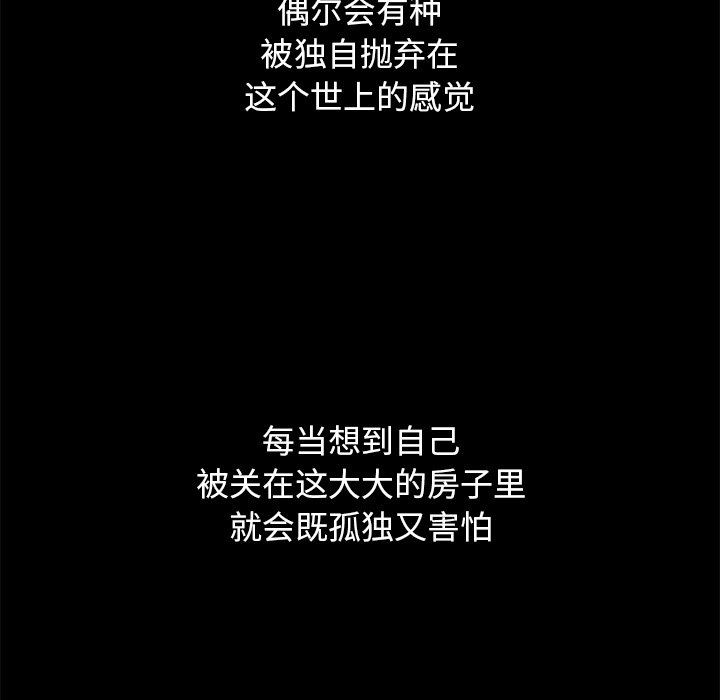 偶尔会有种
被独自抛弃在
这个世上的感觉
每当想到自己
被关在这大大的房子里
就会既孤独又害怕